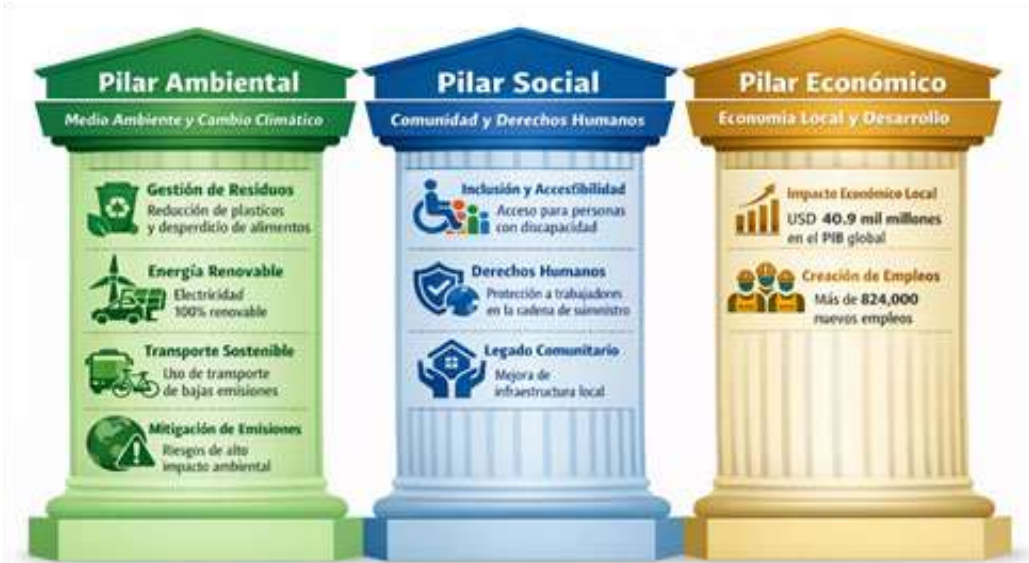 Pilar Ambiental
Medio Ambiente y Cambio Climático
Gestión de Residuos
Reducción de plasticos
y desperdicio de alimentos
Energía Renovable
Electricidad
100% renovable
Transporte Sostenible
Uso de transporte
de bajas emisiones
Mitigación de Emisiones
Riesgos de alto
impacto ambiental
Pilar Social
Comunidad y Derechos Humanos
Inclusión y Accestibilidad
Acceso para personas
con discapacidad
Derechos Humanos
Protección a trabajadores
en la cadena de suministro
Legado Comunitario
Mejora de
infraestructura local
Pilar Económico
Economía Local y Desarrollo
Impacto Económico Local
USD 40.9 mil millones
en el PIB global
Creación de Empleos
Más de 824,000
nuevos empleos